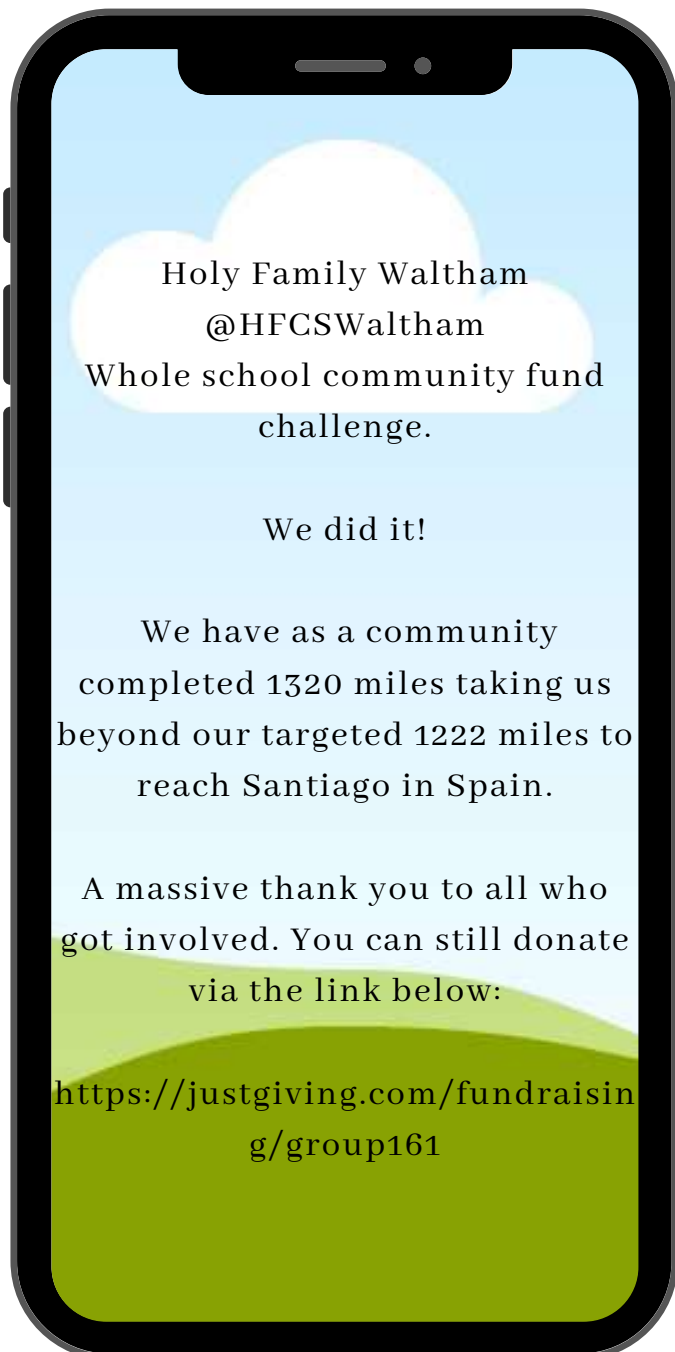 Holy Family Waltham
@HFCSWaltham
Whole school community fund
challenge.
We did it!
We have as a community
completed 1320 miles taking us
beyond our targeted 1222 miles to
reach Santiago in Spain.
A massive thank you to all who
got involved. You can still donate
via the link below:
https://justgiving.com/fundraisin
g/group161